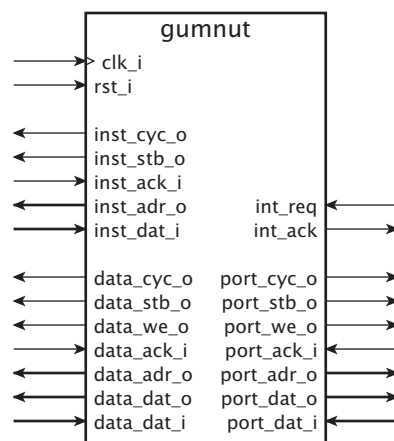 gumnut
clk_i
rst_i
inst_cyc_o
inst_stb_o
inst_ack_i
inst_adr_o int_req
inst_dat_i int_ack
data_cyc_o port_cyc_o
data_stb_o port_stb_o
data_we_o port_we_o
data_ack_i port_ack_i
data_adr_o port_adr_o
data_dat_o port_dat_o
data_dat_i port_dat_i